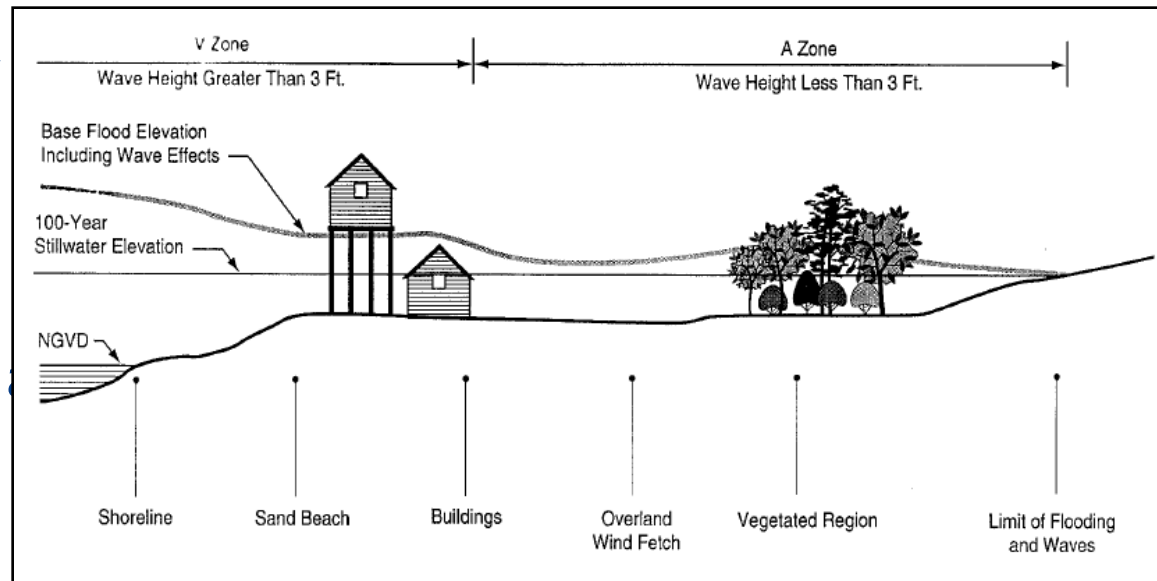 V Zone
Wave Height Greater Than 3 Ft.
A Zone
Wave Height Less Than 3 Ft.
Base Flood Elevation
Including Wave Effects
100-Year
Stillwater Elevation
NGVD
Shoreline
Sand Beach
Buildings
Overland
Wind Fetch
Vegetated Region
Limit of Flooding
and Waves